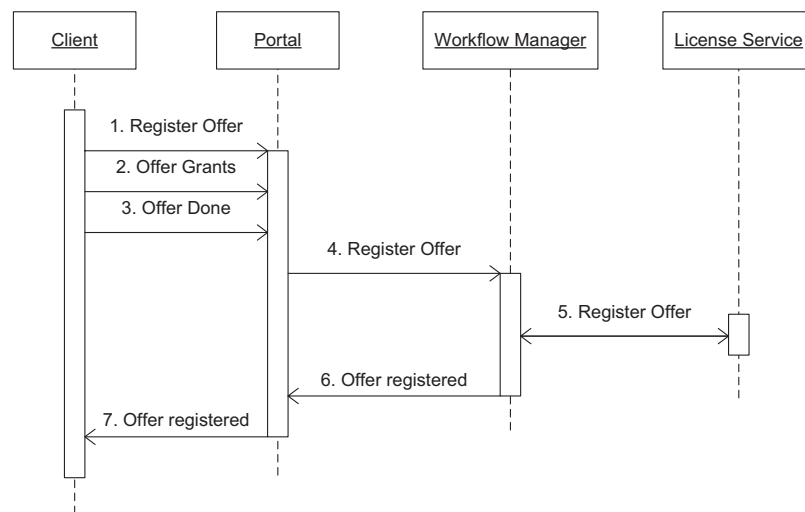 Client
Portal
Workflow Manager
License Service
1. Register Offer
2. Offer Grants
3. Offer Done
4. Register Offer
5. Register Offer
6. Offer registered
7. Offer registered